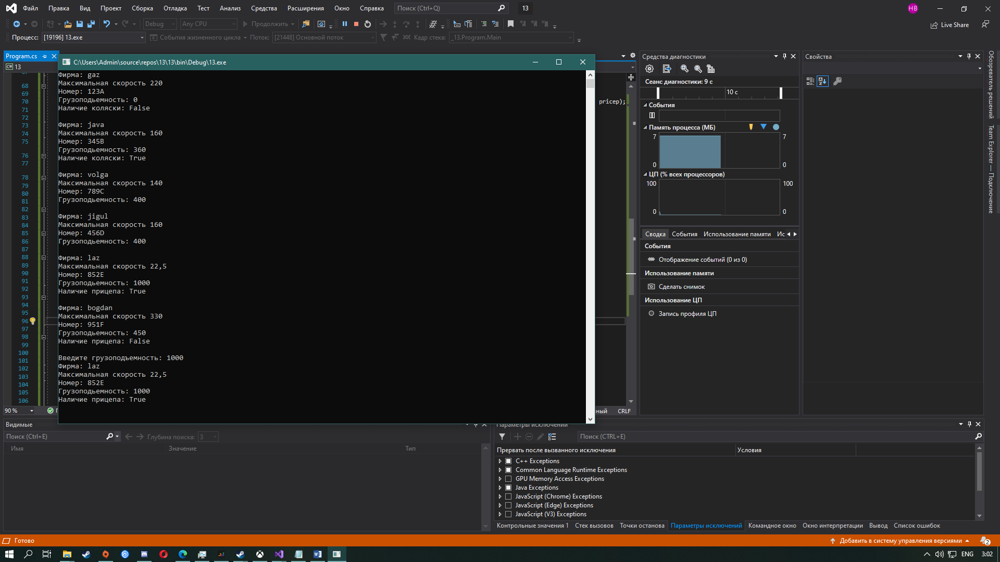 Файл Правка Вид Проект Сборка Отладка Тест Анализ Средства Расширения Окно Справка Поиск (Ctrl+Q) 13 HB
Debug Any CPU Продолжить Live Share
Процесс: [19196] 13.exe События жизненного цикла Поток: [21448] Основной поток Кадр стека: _13.Program.Main
Program.cs
13
C:\Users\Admin\source\repos\13\13\bin\Debug\13.exe
Фирма: gaz
Максимальная скорость 220
Номер: 123A
Грузоподьемность: 0
Наличие коляски: False
Фирма: java
Максимальная скорость 160
Номер: 345B
Грузоподьемность: 360
Наличие коляски: True
Фирма: volga
Максимальная скорость 140
Номер: 789C
Грузоподьемность: 400
Фирма: jigul
Максимальная скорость 160
Номер: 456D
Грузоподьемность: 400
Фирма: laz
Максимальная скорость 22,5
Номер: 852E
Грузоподьемность: 1000
Наличие прицепа: True
Фирма: bogdan
Максимальная скорость 330
Номер: 951F
Грузоподьемность: 450
Наличие прицепа: False
Введите грузоподъемность: 1000
Фирма: laz
Максимальная скорость 22,5
Номер: 852E
Грузоподьемность: 1000
Наличие прицепа: True
68
69
70
71
72
73
74
75
76
77
78
79
80
81
82
83
84
85
86
87
88
89
90
91
92
93
94
95
96
97
98
99
100
101
102
103
104
105
106
pricep);
90 %
CRLF
Средства диагностики
Сеанс диагностики: 9 с
10 с
События
Память процесса (МБ)
7 7
0 0
ЦП (% всех процессоров)
100 100
0 0
Сводка События Использование памяти Ис
События
Отображение событий (0 из 0)
Использование памяти
Сделать снимок
Использование ЦП
Запись профиля ЦП
Свойства
Обозреватель решений
Team Explorer — Подключение
Видимые
Поиск (Ctrl+E) Глубина поиска: 3
Имя Значение Тип
Параметры исключений
Поиск (CTRL+E)
Прервать после вызванного исключения Условия
C++ Exceptions
Common Language Runtime Exceptions
GPU Memory Access Exceptions
Java Exceptions
JavaScript (Chrome) Exceptions
JavaScript (Edge) Exceptions
JavaScript (V3) Exceptions
Контрольные значения 1 Стек вызовов Точки останова Параметры исключений Командное окно Окно интерпретации Вывод Список ошибок
Готово Добавить в систему управления версиями 2
ENG 3:02